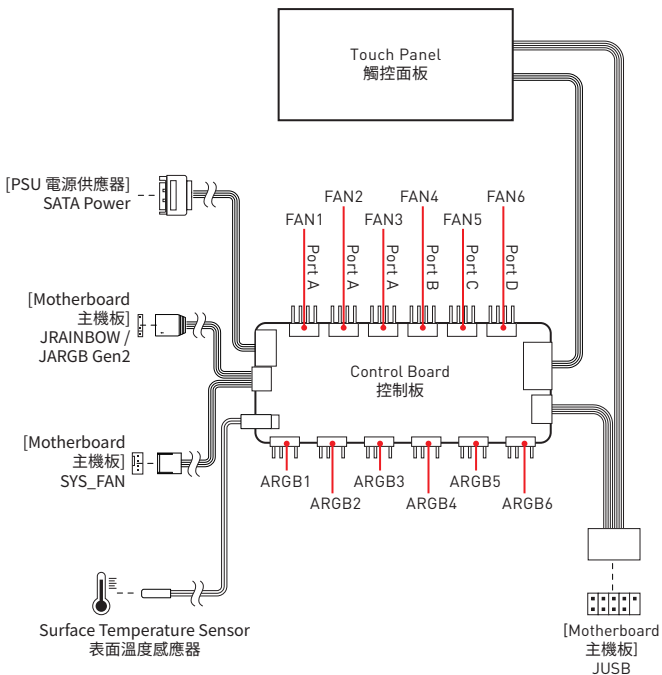 Touch Panel
觸控面板
[PSU 電源供應器]
SATA Power
FAN1
FAN2
FAN3
FAN4
FAN5
FAN6
Port A
Port A
Port A
Port B
Port C
Port D
[Motherboard
主機板]
JRAINBOW /
JARGB Gen2
Control Board
控制板
[Motherboard
主機板]
SYS_FAN
ARGB1
ARGB2
ARGB3
ARGB4
ARGB5
ARGB6
Surface Temperature Sensor
表面溫度感應器
[Motherboard
主機板]
JUSB